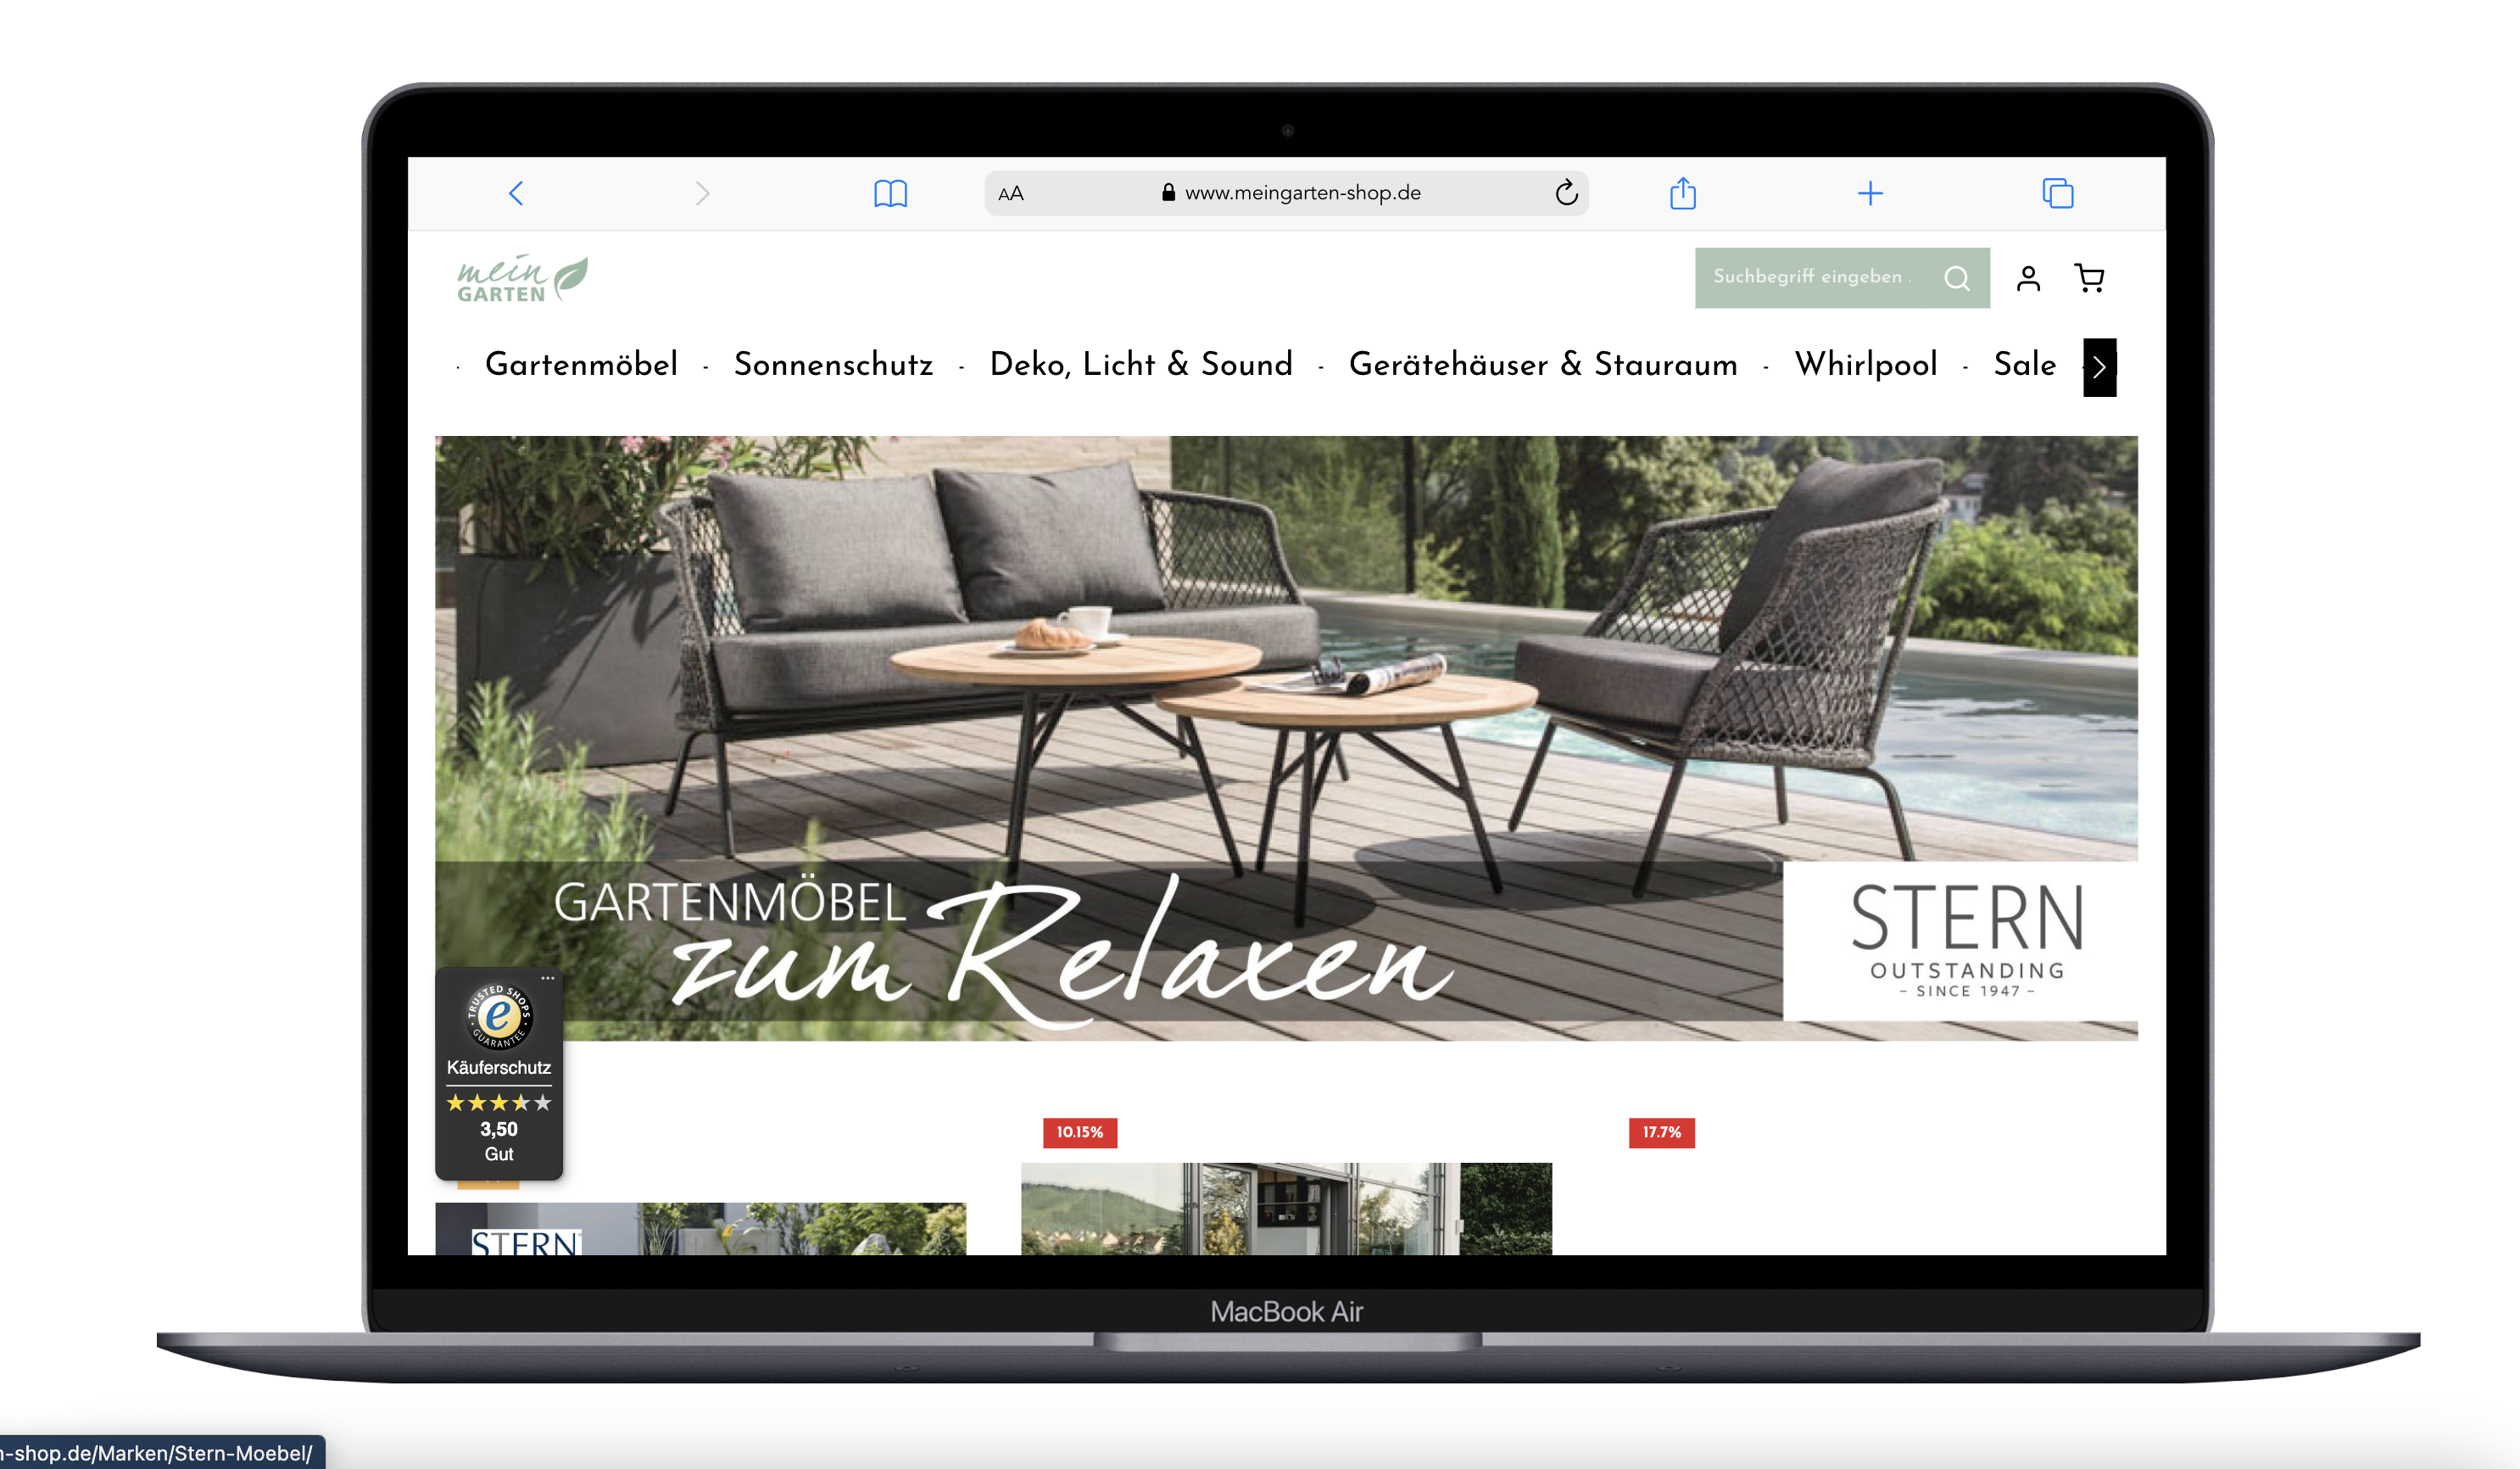 AA www.meingarten-shop.de
mein
GARTEN
Suchbegriff eingeben .
· Gartenmöbel - Sonnenschutz - Deko, Licht & Sound - Gerätehäuser & Stauraum - Whirlpool - Sale
GARTENMÖBEL
zum Relaxen
STERN
OUTSTANDING
– SINCE 1947 –
TRUSTED SHOPS
e
GUARANTEE
Käuferschutz
3,50
Gut
10.15%
17.7%
STERN
MacBook Air
-shop.de/Marken/Stern-Moebel/